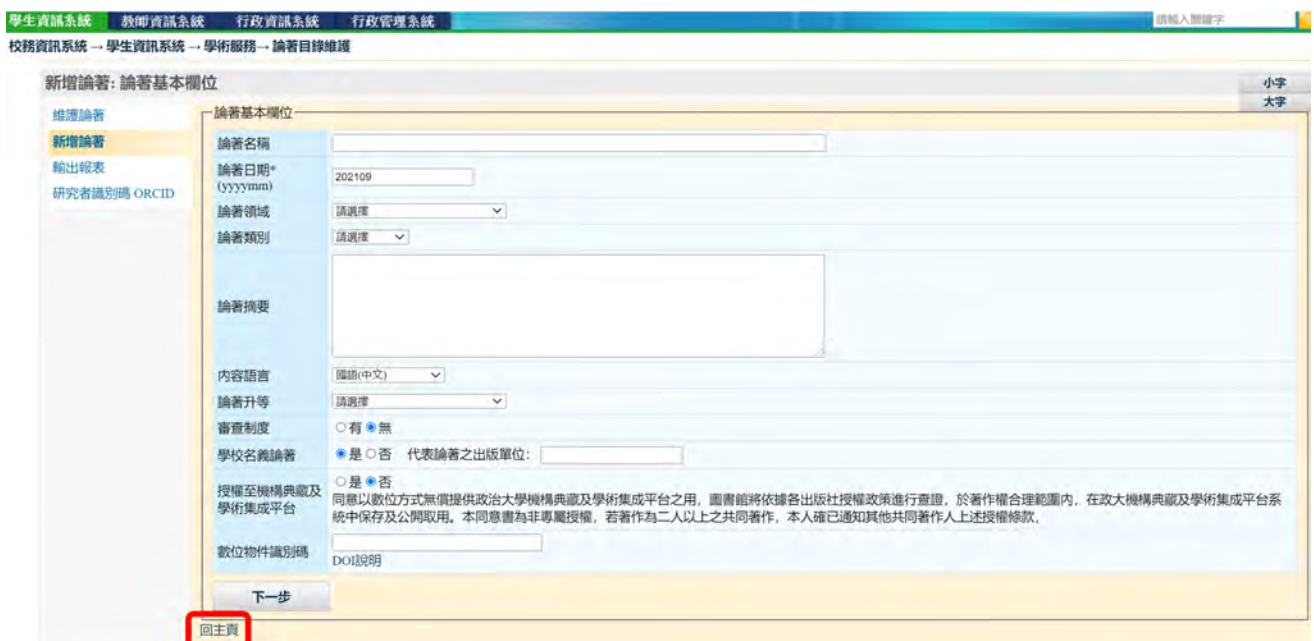 學生資訊系統 教師資訊系統 行政資訊系統 行政管理系統 請輸入關鍵字
校務資訊系統 → 學生資訊系統 → 學術服務 → 論著目錄維護
新增論著: 論著基本欄位
小字
大字
維護論著
新增論著
輸出報表
研究者識別碼 ORCID
論著基本欄位
論著名稱
論著日期*
(yyyymm) 202109
論著領域 請選擇
論著類別 請選擇
論著摘要
內容語言 國語(中文)
論著升等 請選擇
審查制度 有 無
學校名義論著 是 否 代表論著之出版單位:
授權至機構典藏及
學術集成平台
是 否
同意以數位方式無償提供政治大學機構典藏及學術集成平台之用，圖書館將依據各出版社授權政策進行查證，於著作權合理範圍內，在政大機構典藏及學術集成平台系
統中保存及公開取用。本同意書為非專屬授權，若著作為二人以上之共同著作，本人確已通知其他共同著作人上述授權條款，
數位物件識別碼
DOI說明
下一步
回主頁